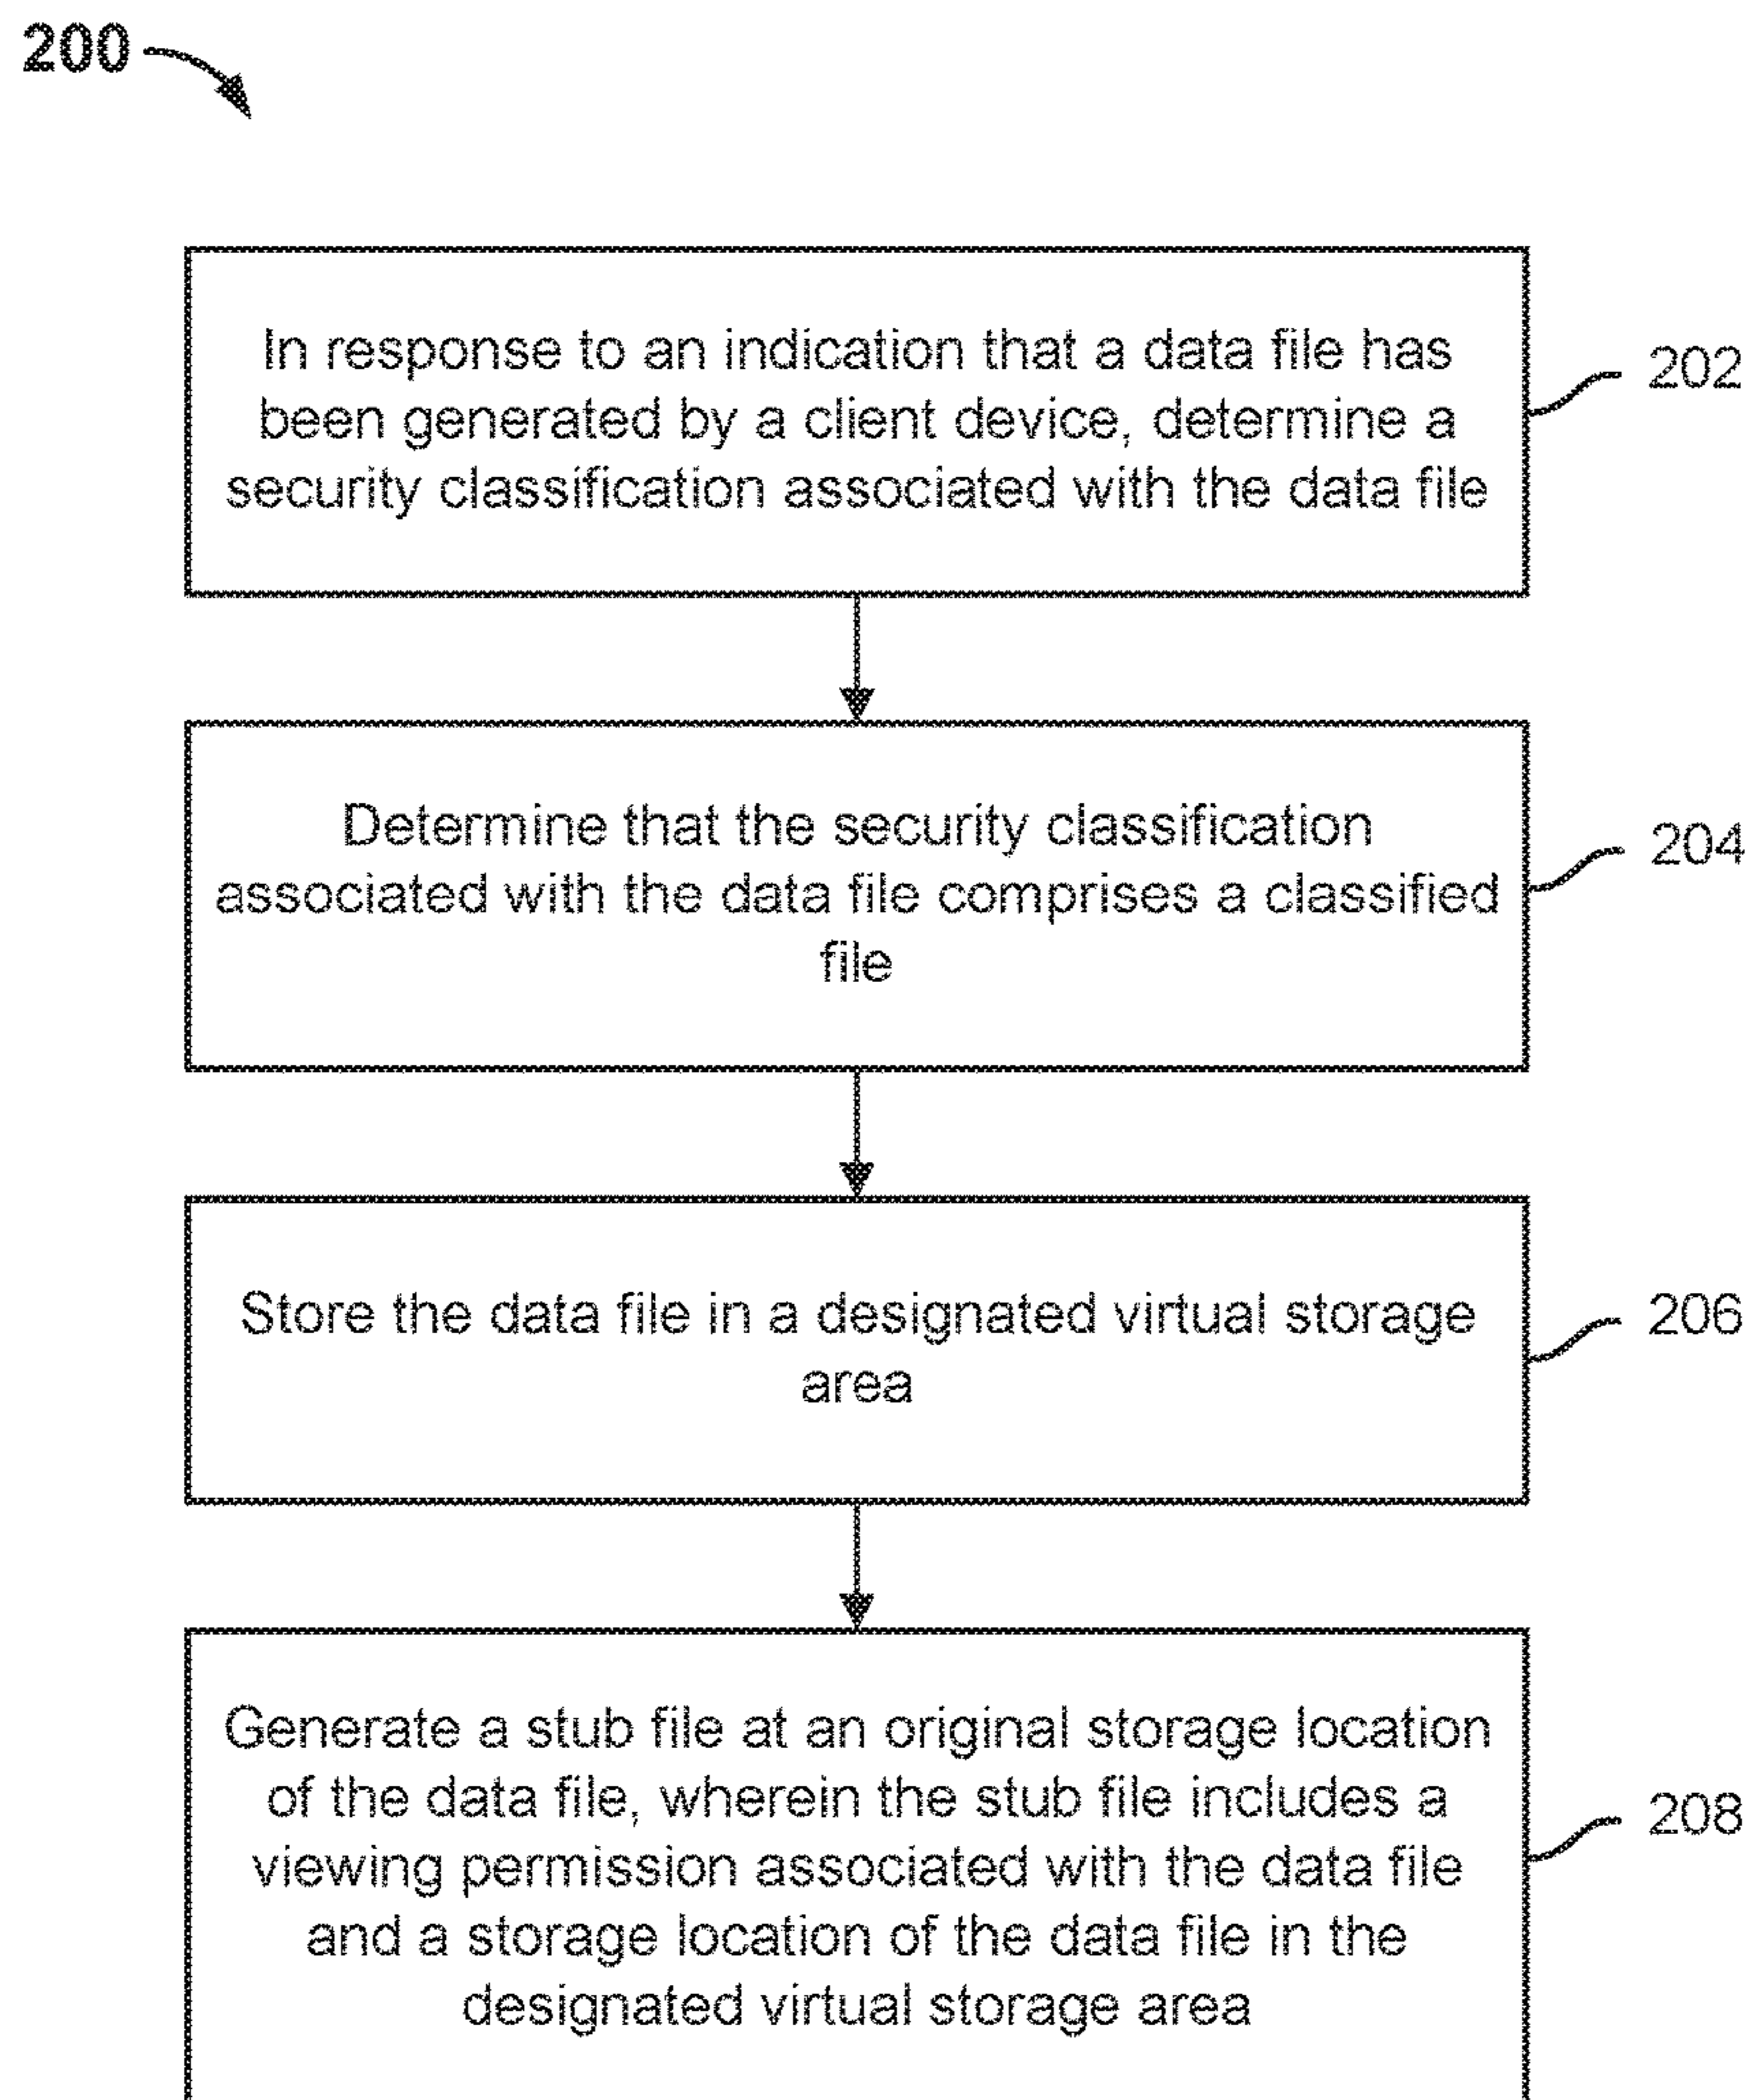 200
In response to an indication that a data file has
been generated by a client device, determine a
security classification associated with the data file
202
Determine that the security classification
associated with the data file comprises a classified
file
204
Store the data file in a designated virtual storage
area
206
Generate a stub file at an original storage location
of the data file, wherein the stub file includes a
viewing permission associated with the data file
and a storage location of the data file in the
designated virtual storage area
208